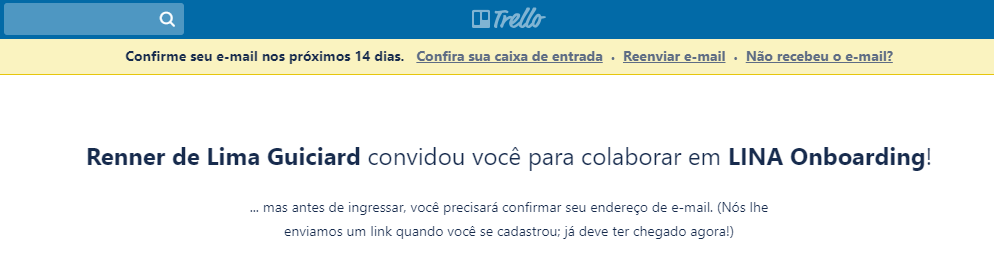 Trello
Confirme seu e-mail nos próximos 14 dias. Confira sua caixa de entrada • Reenviar e-mail • Não recebeu o e-mail?
Renner de Lima Guiciard convidou você para colaborar em LINA Onboarding!
... mas antes de ingressar, você precisará confirmar seu endereço de e-mail. (Nós lhe
enviamos um link quando você se cadastrou; já deve ter chegado agora!)